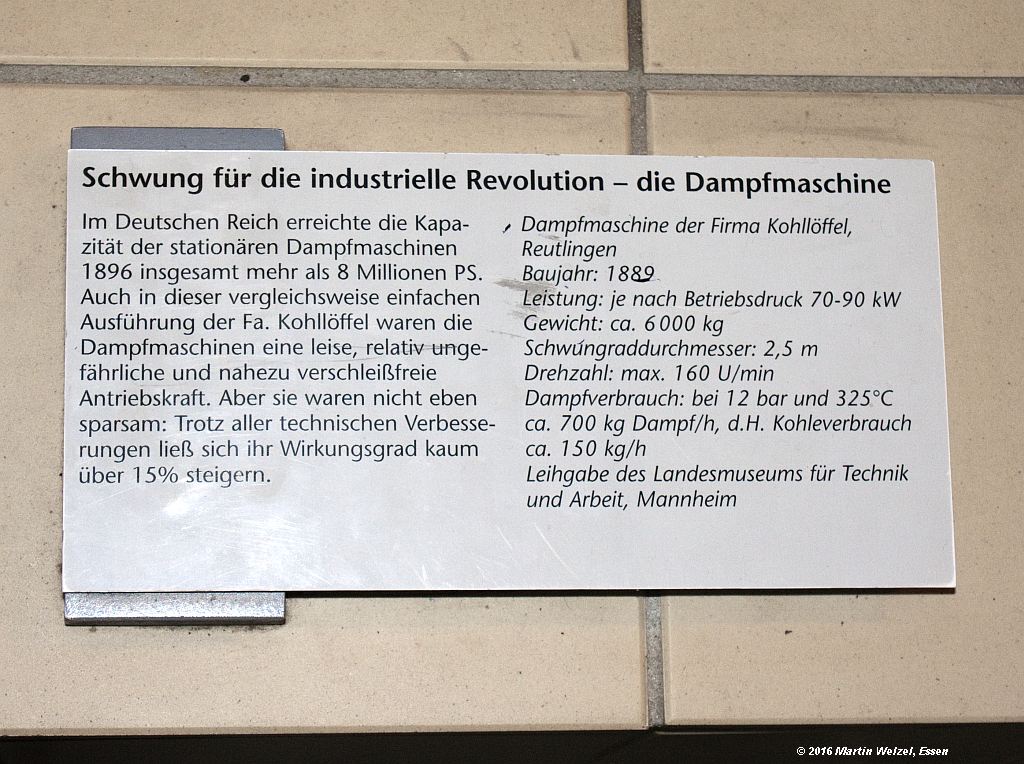 Schwung für die industrielle Revolution – die Dampfmaschine
Im Deutschen Reich erreichte die Kapa-
zität der stationären Dampfmaschinen
1896 insgesamt mehr als 8 Millionen PS.
Auch in dieser vergleichsweise einfachen
Ausführung der Fa. Kohllöffel waren die
Dampfmaschinen eine leise, relativ unge-
fährliche und nahezu verschleißfreie
Antriebskraft. Aber sie waren nicht eben
sparsam: Trotz aller technischen Verbesse-
rungen ließ sich ihr Wirkungsgrad kaum
über 15% steigern.
Dampfmaschine der Firma Kohllöffel,
Reutlingen
Baujahr: 1889
Leistung: je nach Betriebsdruck 70-90 kW
Gewicht: ca. 6000 kg
Schwungraddurchmesser: 2,5 m
Drehzahl: max. 160 U/min
Dampfverbrauch: bei 12 bar und 325°C
ca. 700 kg Dampf/h, d.H. Kohleverbrauch
ca. 150 kg/h
Leihgabe des Landesmuseums für Technik
und Arbeit, Mannheim
© 2016 Martin Welzel, Essen